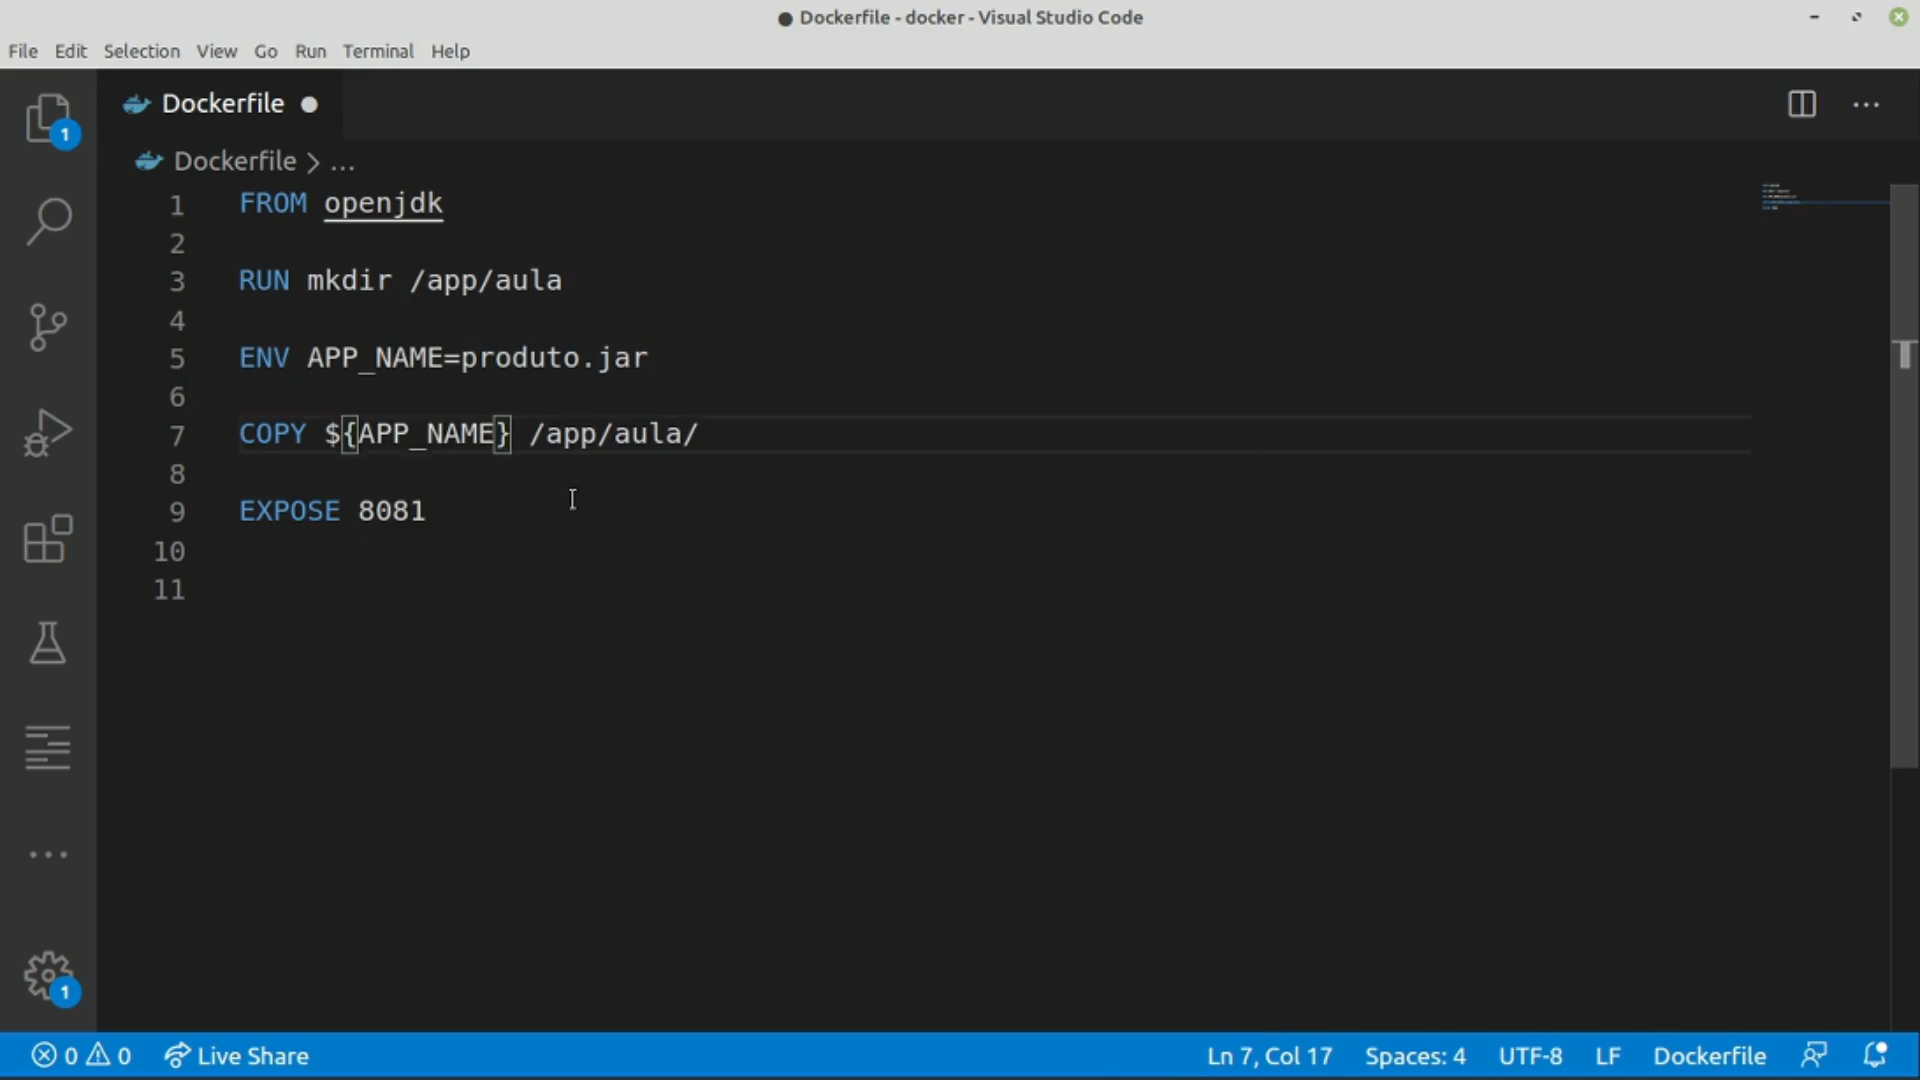 Dockerfile - docker - Visual Studio Code
File Edit Selection View Go Run Terminal Help
1
Dockerfile
Dockerfile > ...
1 FROM openjdk
2
3 RUN mkdir /app/aula
4
5 ENV APP_NAME=produto.jar
6
7 COPY ${APP_NAME} /app/aula/
8
9 EXPOSE 8081
10
11
1
0 0 Live Share Ln 7, Col 17 Spaces: 4 UTF-8 LF Dockerfile